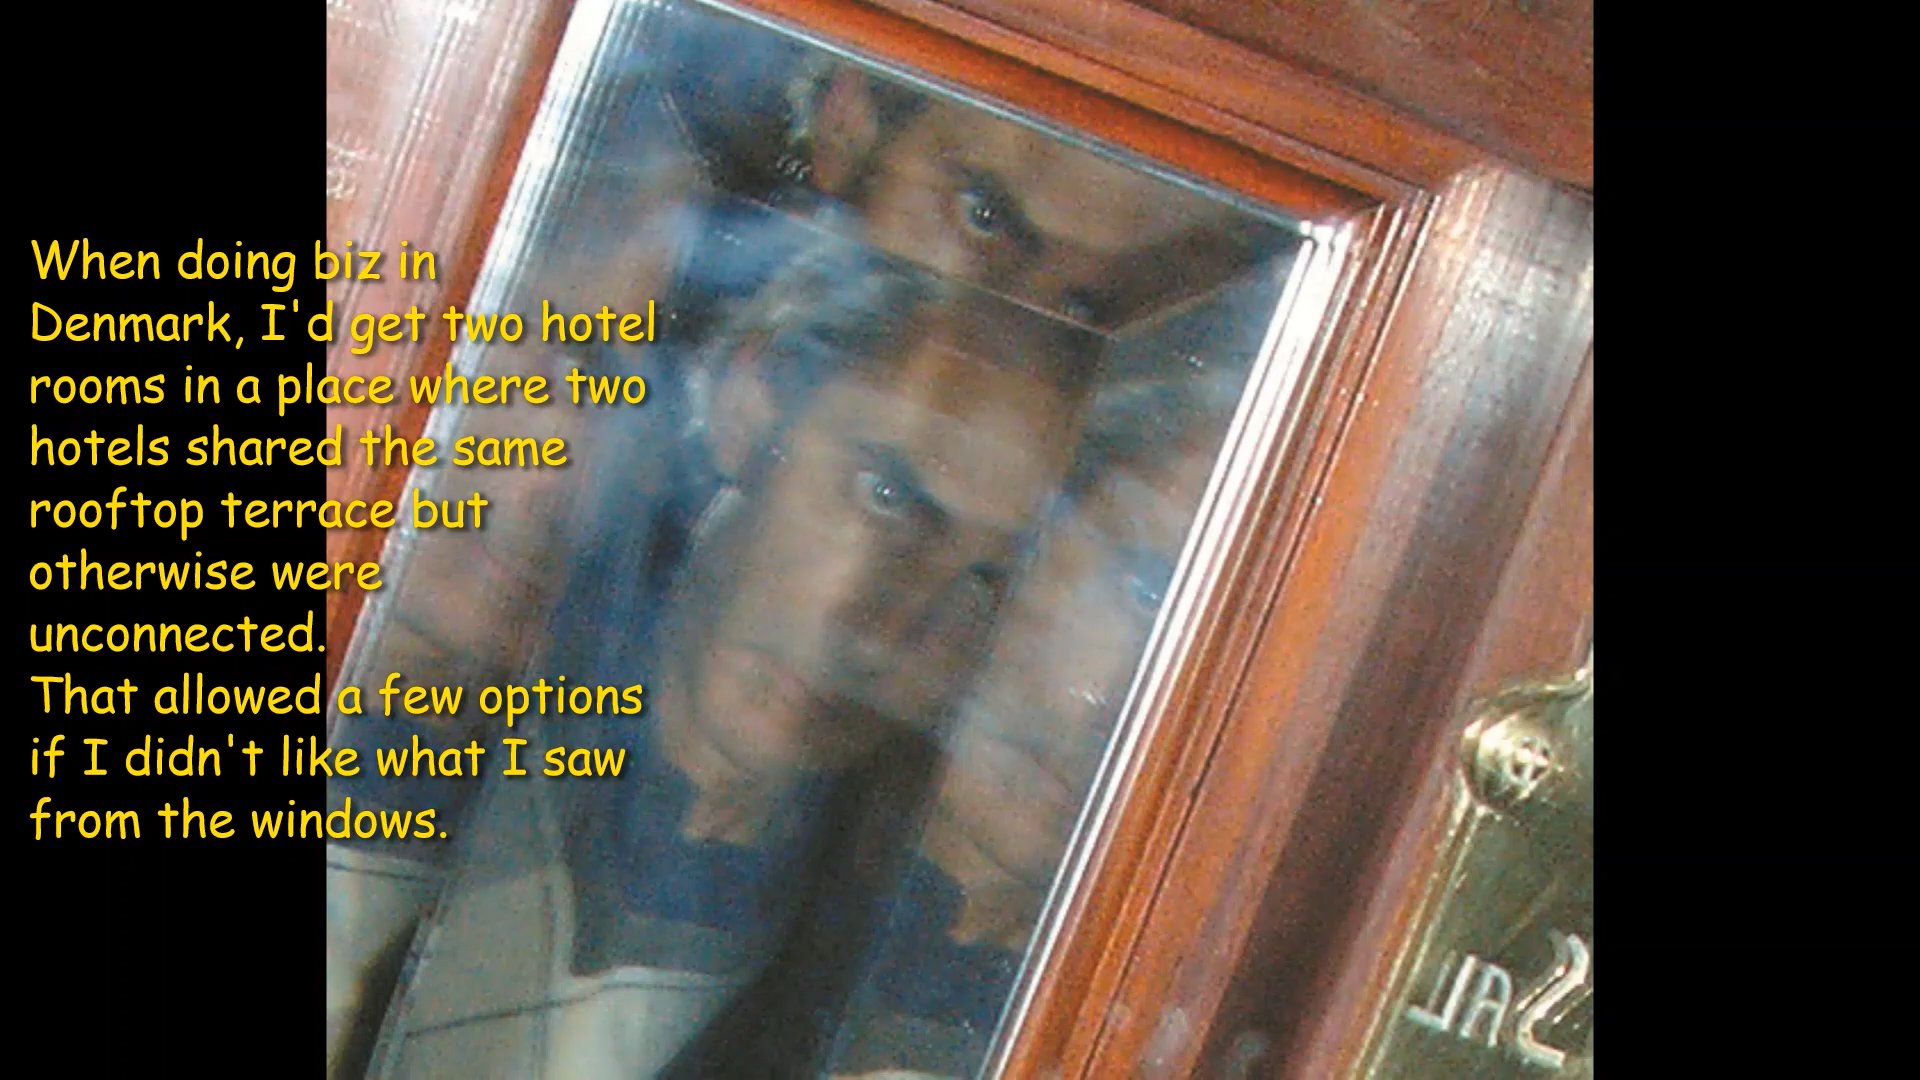 When doing biz in
Denmark, I'd get two hotel
rooms in a place where two
hotels shared the same
rooftop terrace but
otherwise were
unconnected.
That allowed a few options
if I didn't like what I saw
from the windows.